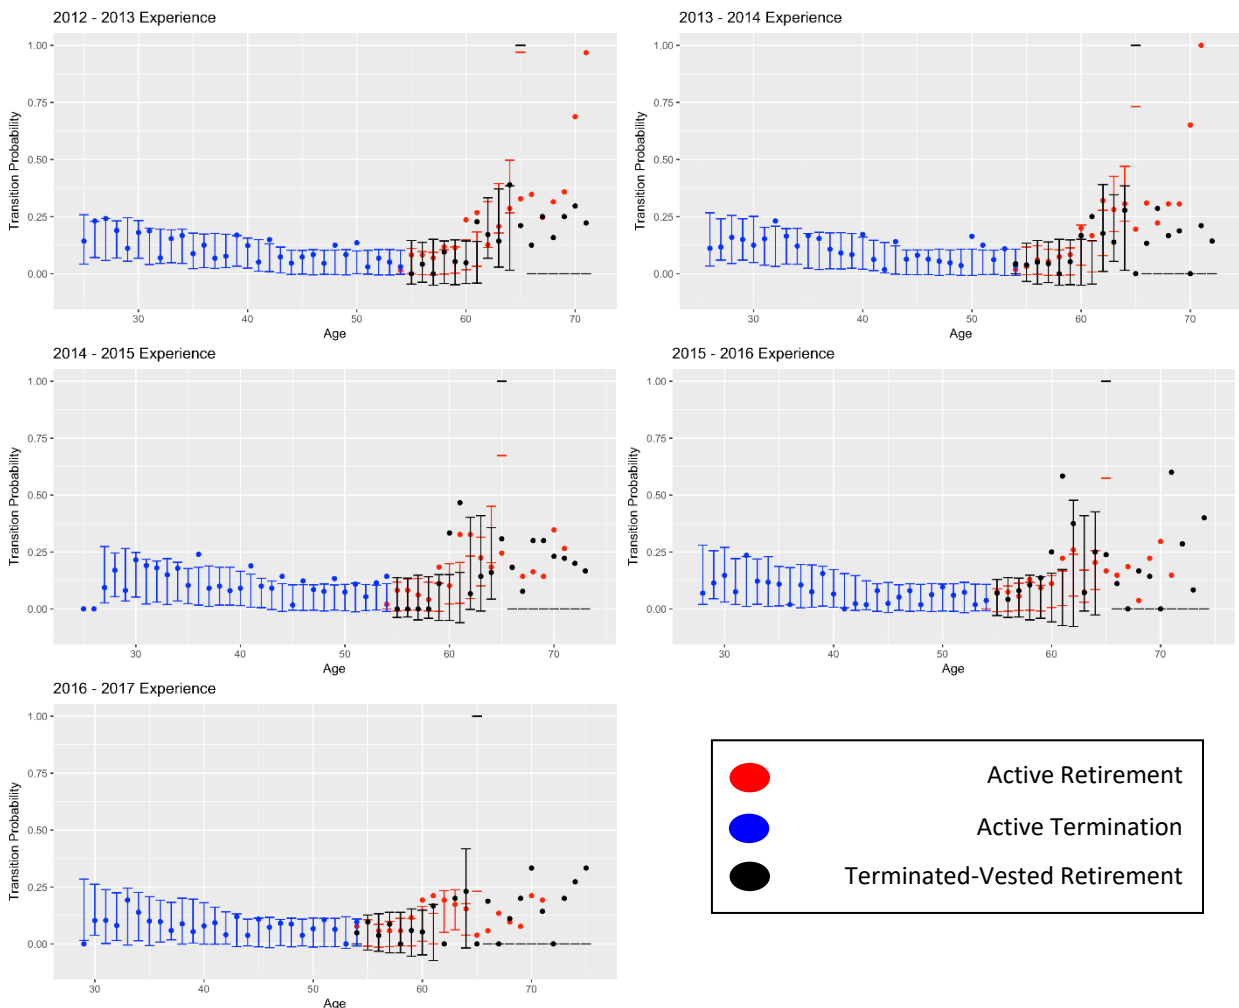 2012 - 2013 Experience
Transition Probability
1.00
0.75
0.50
0.25
0.00
30 40 50 60 70
Age
2013 - 2014 Experience
Transition Probability
1.00
0.75
0.50
0.25
0.00
30 40 50 60 70
Age
2014 - 2015 Experience
Transition Probability
1.00
0.75
0.50
0.25
0.00
30 40 50 60 70
Age
2015 - 2016 Experience
Transition Probability
1.00
0.75
0.50
0.25
0.00
30 40 50 60 70
Age
2016 - 2017 Experience
Transition Probability
1.00
0.75
0.50
0.25
0.00
30 40 50 60 70
Age
Active Retirement
Active Termination
Terminated-Vested Retirement